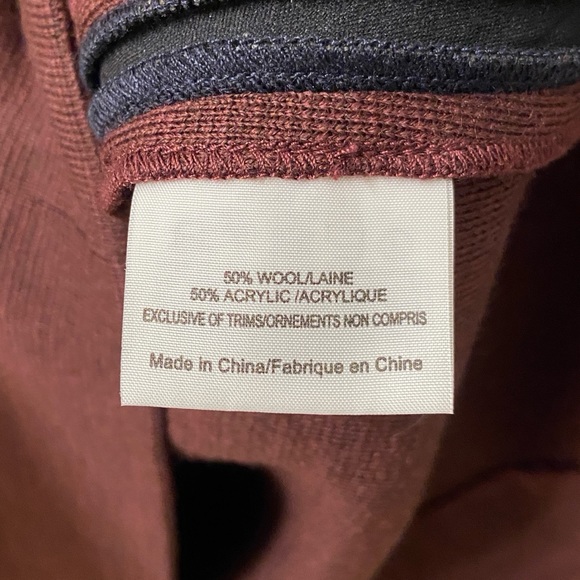 50% WOOL/LAINE
50% ACRYLIC /ACRYLIQUE
EXCLUSIVE OF TRIMS/ORNEMENTS NON COMPRIS
Made in China/Fabrique en Chine